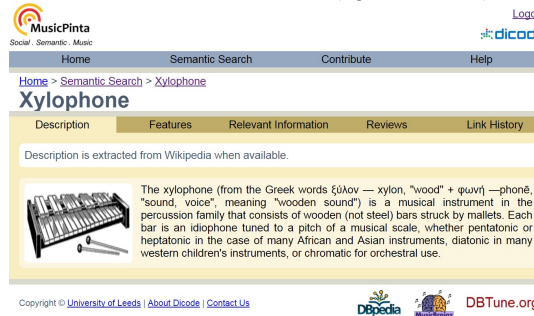 MusicPinta
Social . Semantic . Music
Logo
dicod
Home Semantic Search Contribute Help
Home > Semantic Search > Xylophone
Xylophone
Description Features Relevant Information Reviews Link History
Description is extracted from Wikipedia when available.
The xylophone (from the Greek words ξύλον — xylon, "wood" + φωνή —phonē,
"sound, voice", meaning "wooden sound") is a musical instrument in the
percussion family that consists of wooden (not steel) bars struck by mallets. Each
bar is an idiophone tuned to a pitch of a musical scale, whether pentatonic or
heptatonic in the case of many African and Asian instruments, diatonic in many
western children's instruments, or chromatic for orchestral use.
Copyright © University of Leeds | About Dicode | Contact Us
DBpedia
MusicBrainz
DBTune.org